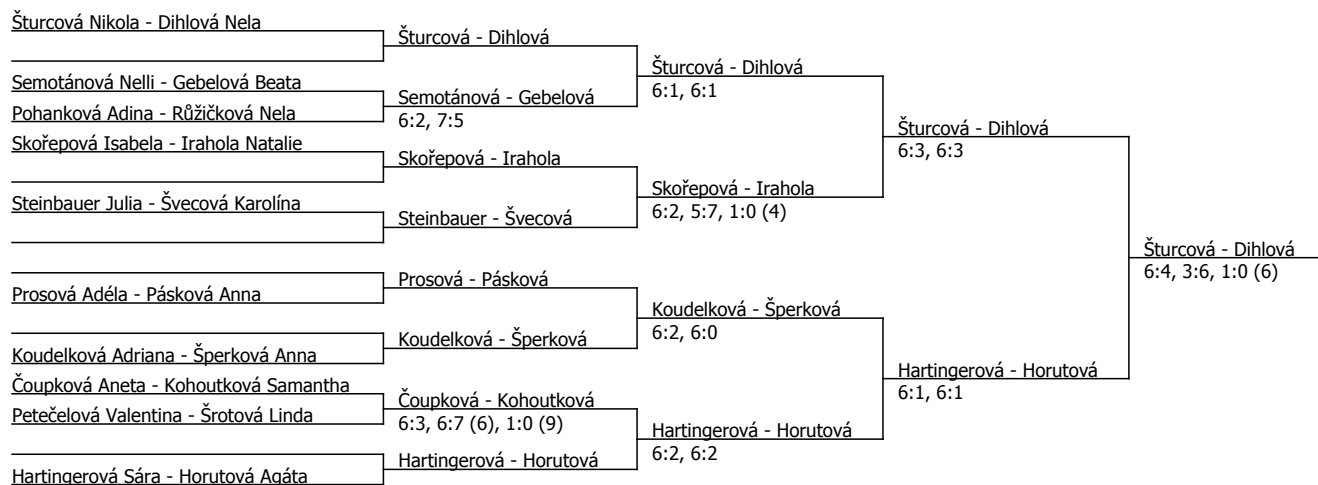 Šturcová Nikola - Dihlová Nela
Semotánová Nelli - Gebelová Beata
Pohanková Adina - Růžičková Nela
Skořepová Isabela - Irahola Natalie
Steinbauer Julia - Švecová Karolína
Prosová Adéla - Pásková Anna
Koudelková Adriana - Šperková Anna
Čoupková Aneta - Kohoutková Samantha
Petečelová Valentina - Šrotová Linda
Hartingerová Sára - Horutová Agáta
Šturcová - Dihlová
Semotánová - Gebelová
6:2, 7:5
Skořepová - Irahola
Steinbauer - Švecová
Prosová - Pásková
Koudelková - Šperková
Čoupková - Kohoutková
6:3, 6:7 (6), 1:0 (9)
Hartingerová - Horutová
Šturcová - Dihlová
6:1, 6:1
Skořepová - Irahola
6:2, 5:7, 1:0 (4)
Koudelková - Šperková
6:2, 6:0
Hartingerová - Horutová
6:2, 6:2
Šturcová - Dihlová
6:3, 6:3
Hartingerová - Horutová
6:1, 6:1
Šturcová - Dihlová
6:4, 3:6, 1:0 (6)